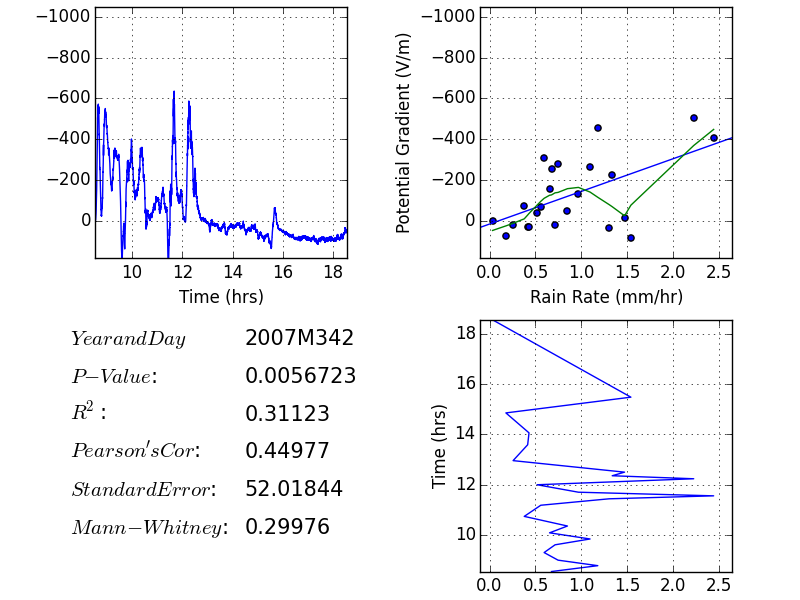 −1000
−800
−600
−400
−200
0
10 12 14 16 18
Time (hrs)
Potential Gradient (V/m)
−1000
−800
−600
−400
−200
0
0.0 0.5 1.0 1.5 2.0 2.5
Rain Rate (mm/hr)
YearandDay 2007M342
P−Value: 0.0056723
R²: 0.31123
Pearson'sCor: 0.44977
StandardError: 52.01844
Mann−Whitney: 0.29976
Time (hrs)
18
16
14
12
10
0.0 0.5 1.0 1.5 2.0 2.5